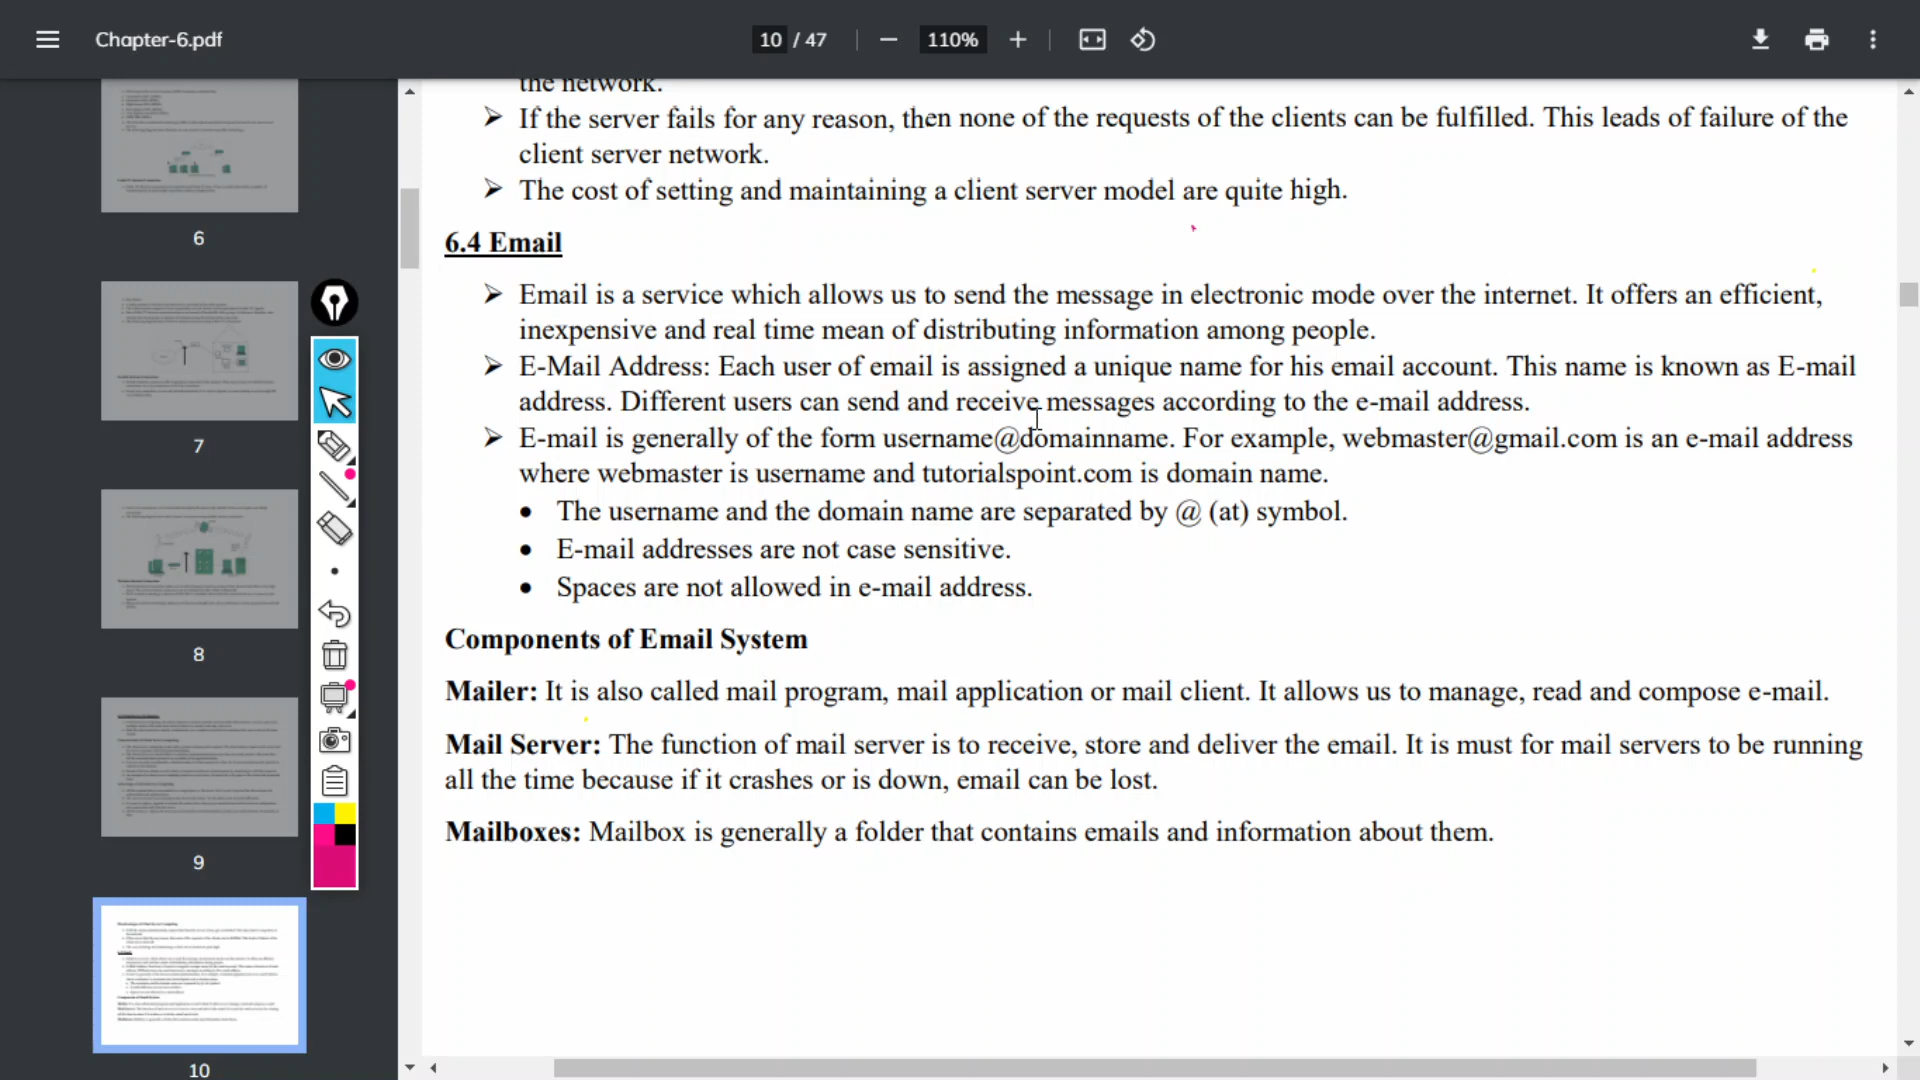 Chapter-6.pdf
10 / 47
110%
6
7
8
9
10
the network.
➢ If the server fails for any reason, then none of the requests of the clients can be fulfilled. This leads of failure of the
client server network.
➢ The cost of setting and maintaining a client server model are quite high.
6.4 Email
➢ Email is a service which allows us to send the message in electronic mode over the internet. It offers an efficient,
inexpensive and real time mean of distributing information among people.
➢ E-Mail Address: Each user of email is assigned a unique name for his email account. This name is known as E-mail
address. Different users can send and receive messages according to the e-mail address.
➢ E-mail is generally of the form username@domainname. For example, webmaster@gmail.com is an e-mail address
where webmaster is username and tutorialspoint.com is domain name.
• The username and the domain name are separated by @ (at) symbol.
• E-mail addresses are not case sensitive.
• Spaces are not allowed in e-mail address.
Components of Email System
Mailer: It is also called mail program, mail application or mail client. It allows us to manage, read and compose e-mail.
Mail Server: The function of mail server is to receive, store and deliver the email. It is must for mail servers to be running
all the time because if it crashes or is down, email can be lost.
Mailboxes: Mailbox is generally a folder that contains emails and information about them.